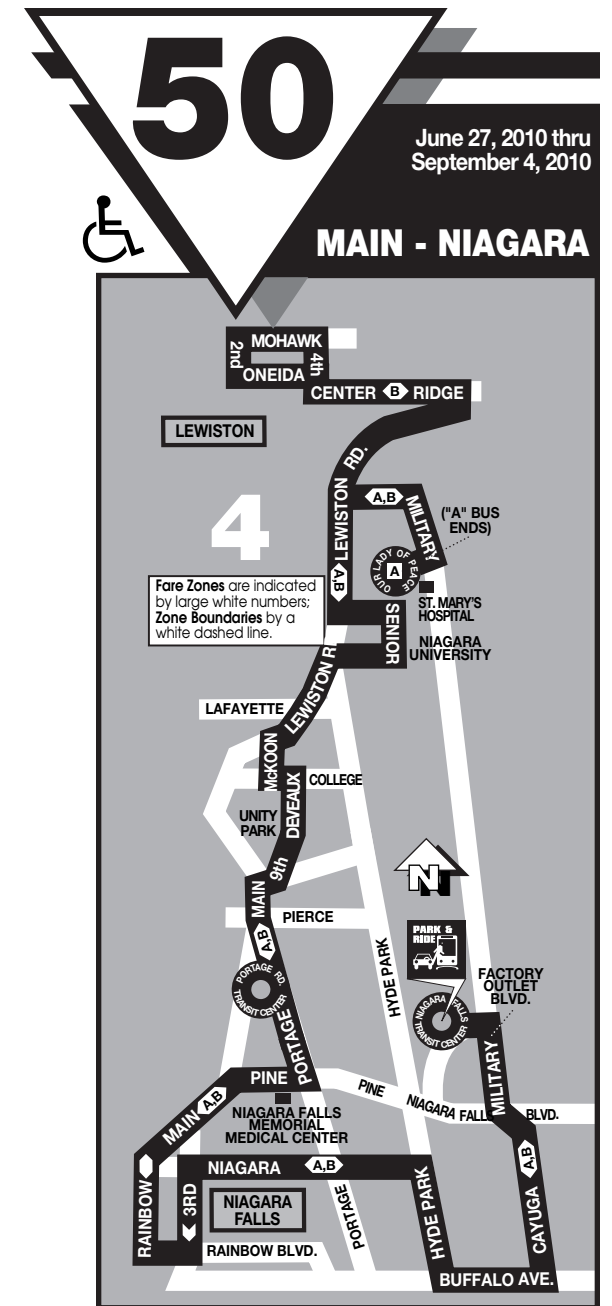 50
June 27, 2010 thru
September 4, 2010
MAIN - NIAGARA
MOHAWK
2nd
4th
ONEIDA
CENTER B RIDGE
LEWISTON
RD.
LEWISTON
A,B
A,B
MILITARY
("A" BUS
ENDS)
4
OUR LADY OF PEACE
A
ST. MARY'S
HOSPITAL
Fare Zones are indicated
by large white numbers;
Zone Boundaries by a
white dashed line.
SENIOR
NIAGARA
UNIVERSITY
LEWISTON R
LAFAYETTE
McKOON
COLLEGE
DEVEAUX
UNITY
PARK
9th
MAIN
N
PIERCE
A,B
HYDE PARK
PARK &
RIDE
PORTAGE RD.
TRANSIT CENTER
FACTORY
OUTLET
BLVD.
NIAGARA FALLS
TRANSIT CENTER
PORTAGE
MILITARY
PINE
PINE
NIAGARA FALLS BLVD.
MAIN A,B
NIAGARA FALLS
MEMORIAL
MEDICAL CENTER
A,B
NIAGARA A,B
RAINBOW
3RD
NIAGARA
FALLS
PORTAGE
HYDE PARK
CAYUGA
RAINBOW BLVD.
BUFFALO AVE.